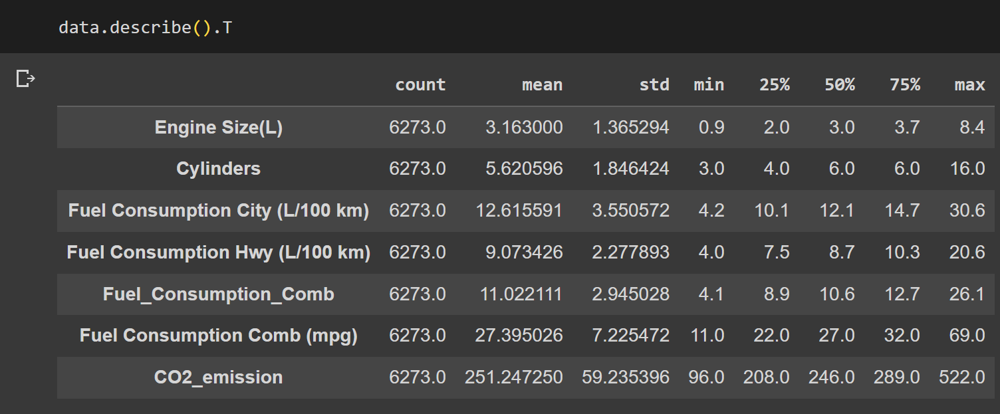 data.describe().T
count mean std min 25% 50% 75% max
Engine Size(L) 6273.0 3.163000 1.365294 0.9 2.0 3.0 3.7 8.4
Cylinders 6273.0 5.620596 1.846424 3.0 4.0 6.0 6.0 16.0
Fuel Consumption City (L/100 km) 6273.0 12.615591 3.550572 4.2 10.1 12.1 14.7 30.6
Fuel Consumption Hwy (L/100 km) 6273.0 9.073426 2.277893 4.0 7.5 8.7 10.3 20.6
Fuel_Consumption_Comb 6273.0 11.022111 2.945028 4.1 8.9 10.6 12.7 26.1
Fuel Consumption Comb (mpg) 6273.0 27.395026 7.225472 11.0 22.0 27.0 32.0 69.0
CO2_emission 6273.0 251.247250 59.235396 96.0 208.0 246.0 289.0 522.0